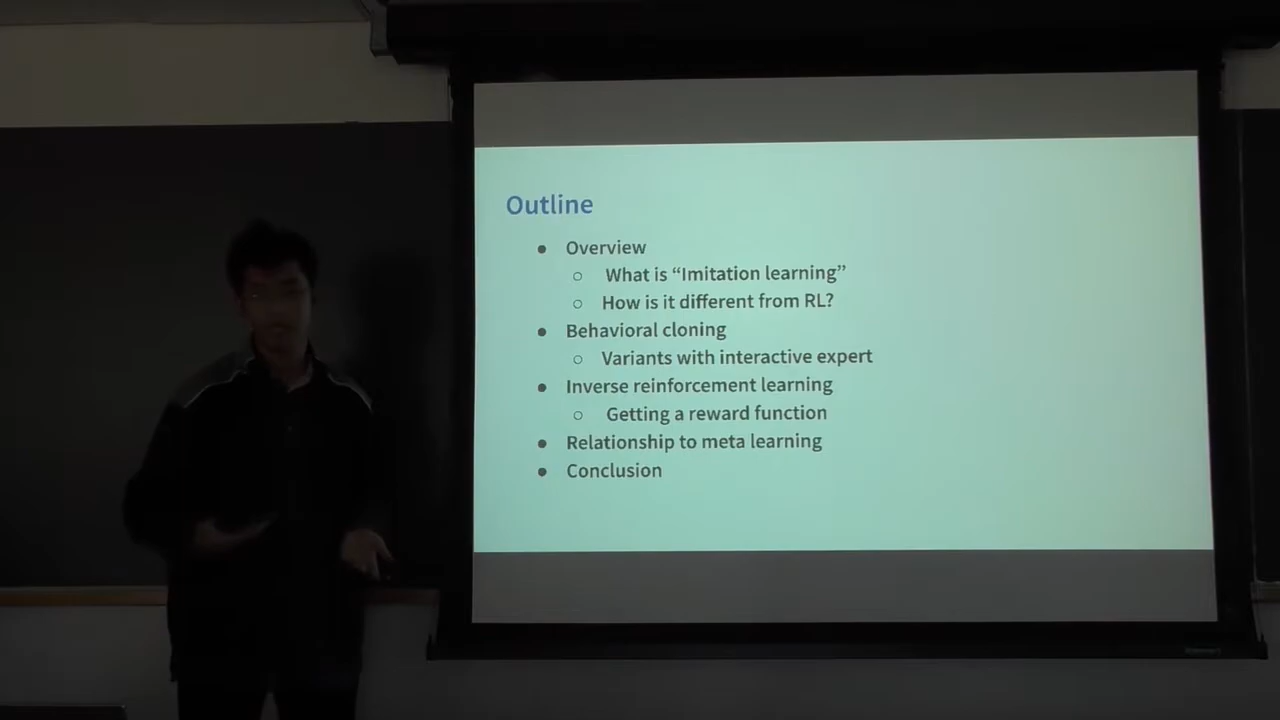 Outline
● Overview
○ What is “Imitation learning”
○ How is it different from RL?
● Behavioral cloning
○ Variants with interactive expert
● Inverse reinforcement learning
○ Getting a reward function
● Relationship to meta learning
● Conclusion